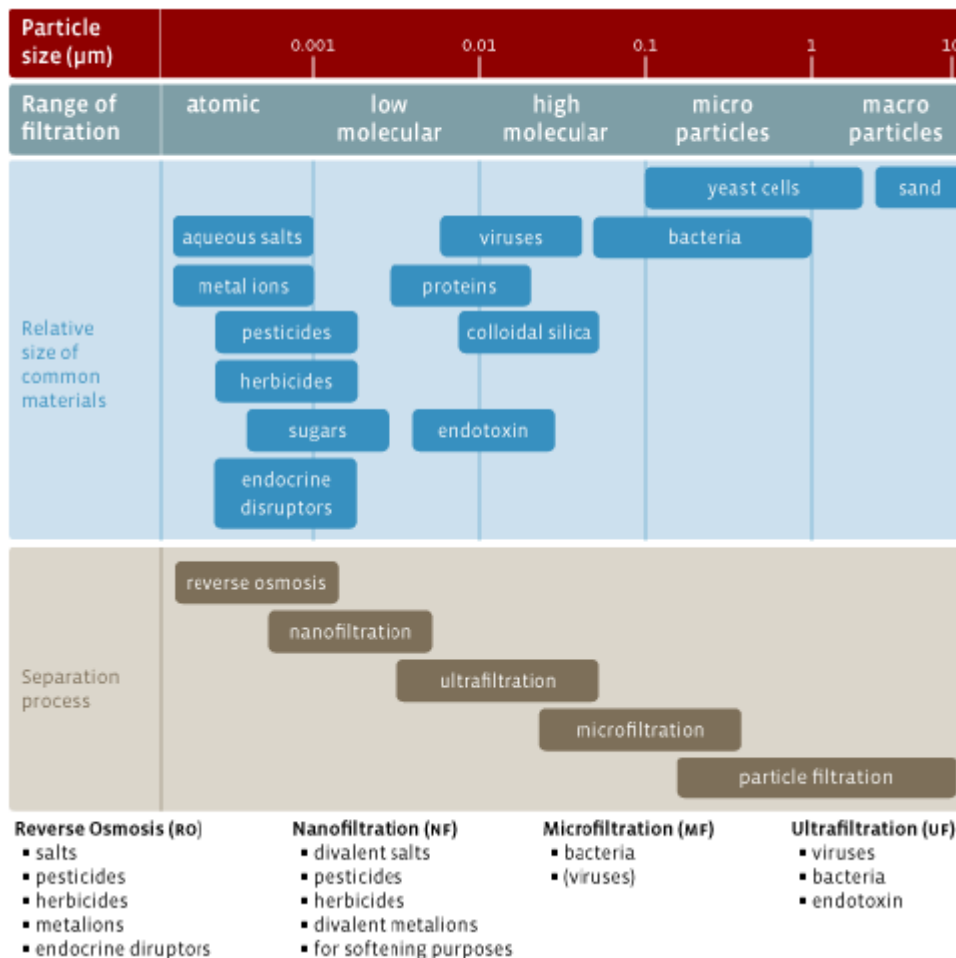 Particle
size (µm)
0.001
0.01
0.1
1
10
Range of
filtration
atomic
low
molecular
high
molecular
micro
particles
macro
particles
Relative
size of
common
materials
yeast cells
sand
aqueous salts
viruses
bacteria
metal ions
proteins
pesticides
colloidal silica
herbicides
sugars
endotoxin
endocrine
disruptors
Separation
process
reverse osmosis
nanofiltration
ultrafiltration
microfiltration
particle filtration
Reverse Osmosis (RO)
▪ salts
▪ pesticides
▪ herbicides
▪ metalions
▪ endocrine diruptors
Nanofiltration (NF)
▪ divalent salts
▪ pesticides
▪ herbicides
▪ divalent metalions
▪ for softening purposes
Microfiltration (MF)
▪ bacteria
▪ (viruses)
Ultrafiltration (UF)
▪ viruses
▪ bacteria
▪ endotoxin